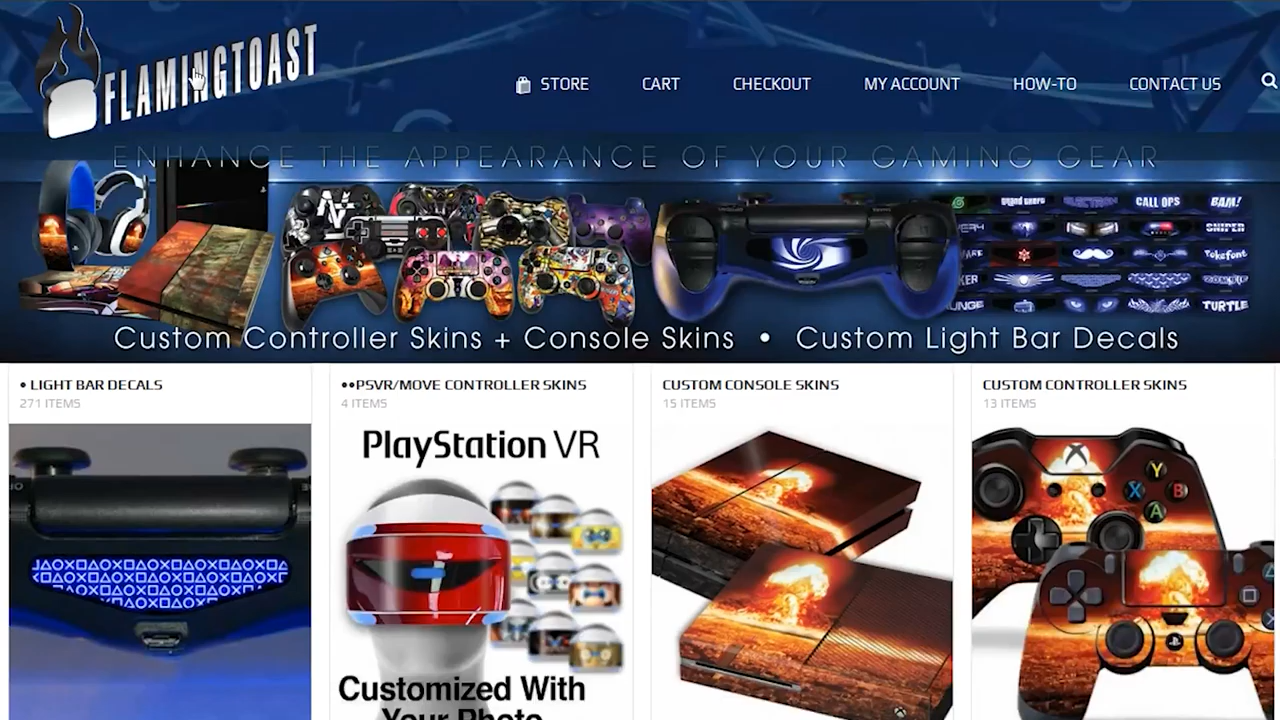 FLAMINGTOAST
STORE
CART
CHECKOUT
MY ACCOUNT
HOW-TO
CONTACT US
ENHANCE THE APPEARANCE OF YOUR GAMING GEAR
CALL OPS
BAM!
SNIPER
TURTLE
Custom Controller Skins + Console Skins • Custom Light Bar Decals
• LIGHT BAR DECALS
271 ITEMS
••PSVR/MOVE CONTROLLER SKINS
4 ITEMS
CUSTOM CONSOLE SKINS
15 ITEMS
CUSTOM CONTROLLER SKINS
13 ITEMS
PlayStation VR
Y
X
B
A
Customized With
Your Photo